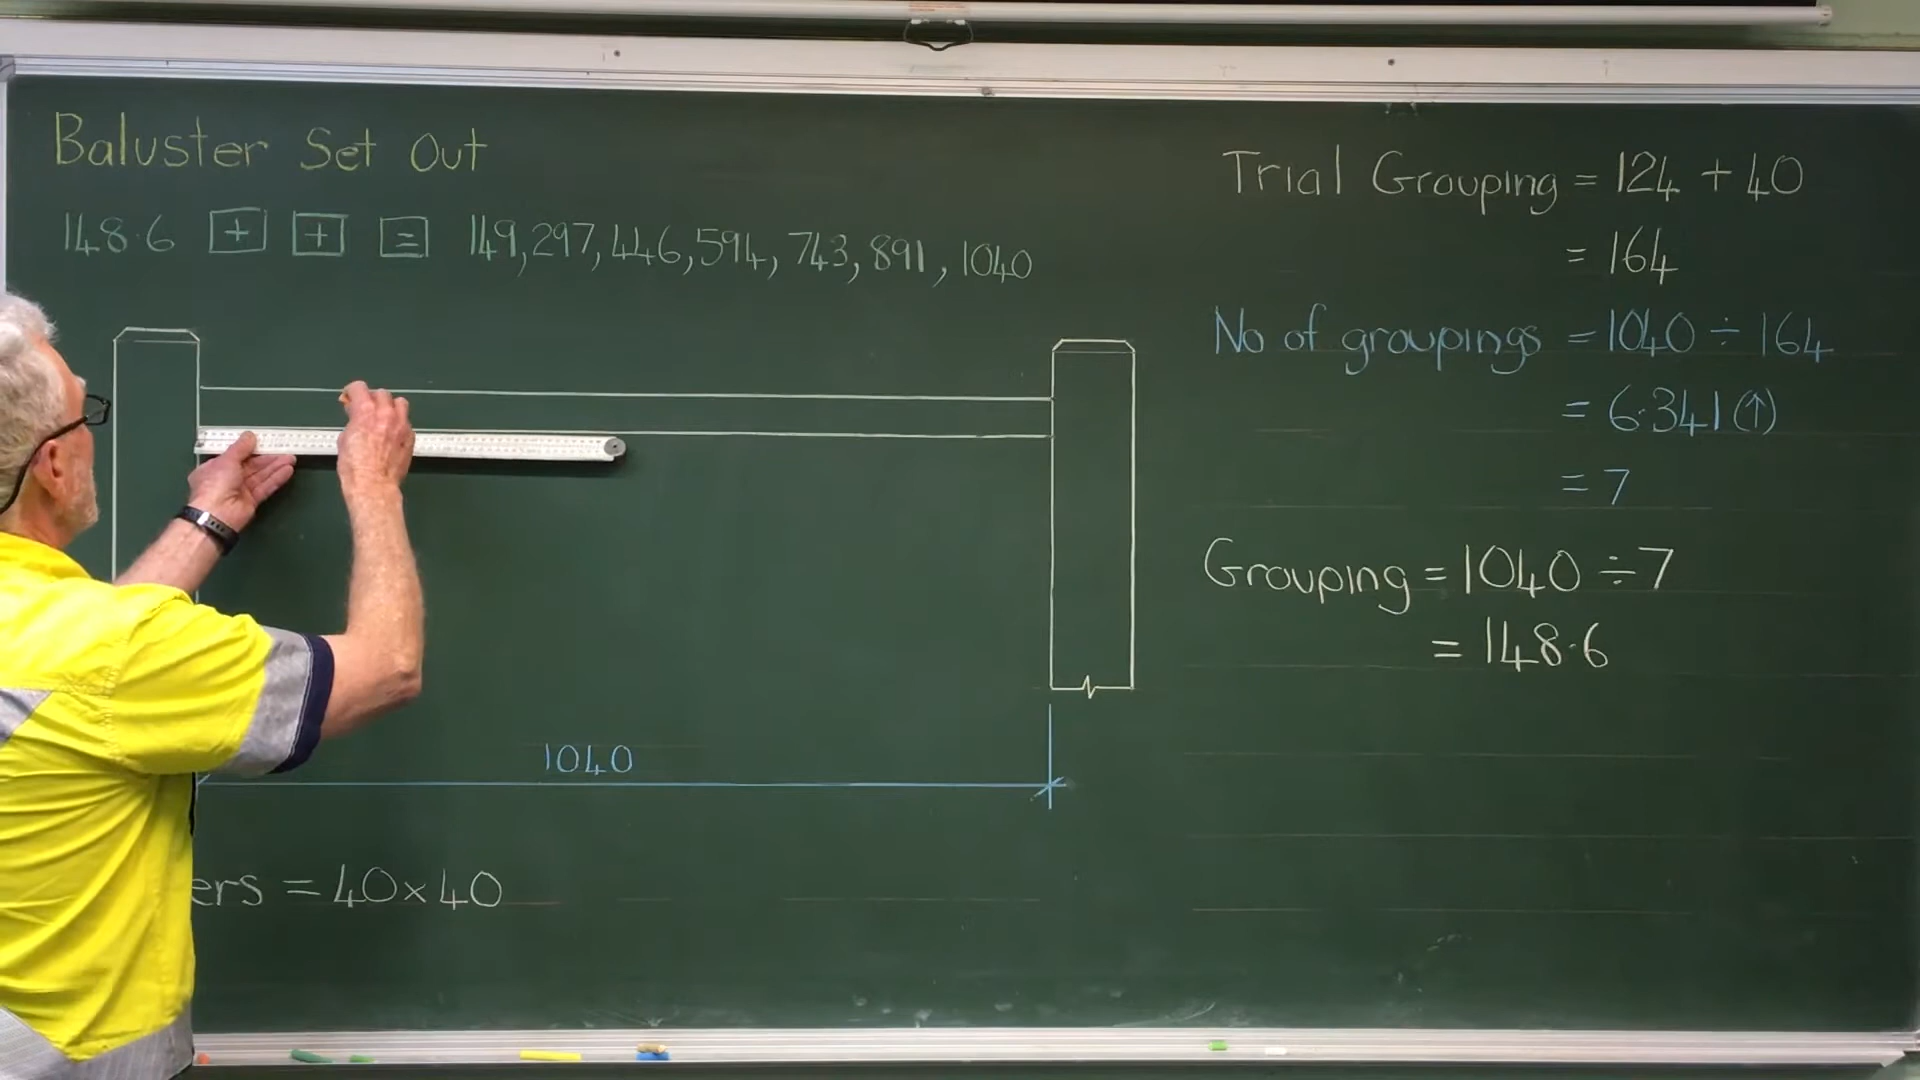 Baluster Set Out
148.6 + + = 149, 297, 446, 594, 743, 891, 1040
1040
ers = 40 x 40
Trial Grouping = 124 + 40
= 164
No of groupings = 1040 ÷ 164
= 6.341 (↑)
= 7
Grouping = 1040 ÷ 7
= 148.6